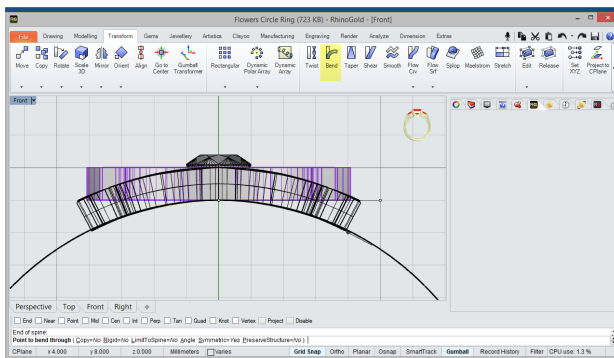 Flowers Circle Ring (723 KB) - RhinoGold - [Front]
File Drawing Modelling Transform Gems Jewellery Artistics Clayoo Manufacturing Engraving Render Analyze Dimension Extras
Move Copy Rotate Scale 3D Mirror Orient Align Go to Center Gumball Transformer Rectangular Dynamic Polar Array Dynamic Array Twist Bend Taper Shear Smooth Flow Crv Flow Srf Splop Maelstrom Stretch Edit Release Set XYZ Project to CPlane
Front
Perspective Top Front Right
End Near Point Mid Cen Int Perp Tan Quad Knot Vertex Project Disable
End of spine:
Point to bend through ( Copy=No Rigid=No LimitToSpine=No Angle Symmetric=Yes PreserveStructure=No ):
CPlane x 4.000 y 8.000 z 0.000 Millimeters Varies Grid Snap Ortho Planar Osnap SmartTrack Gumball Record History Filter CPU use: 1.3 %